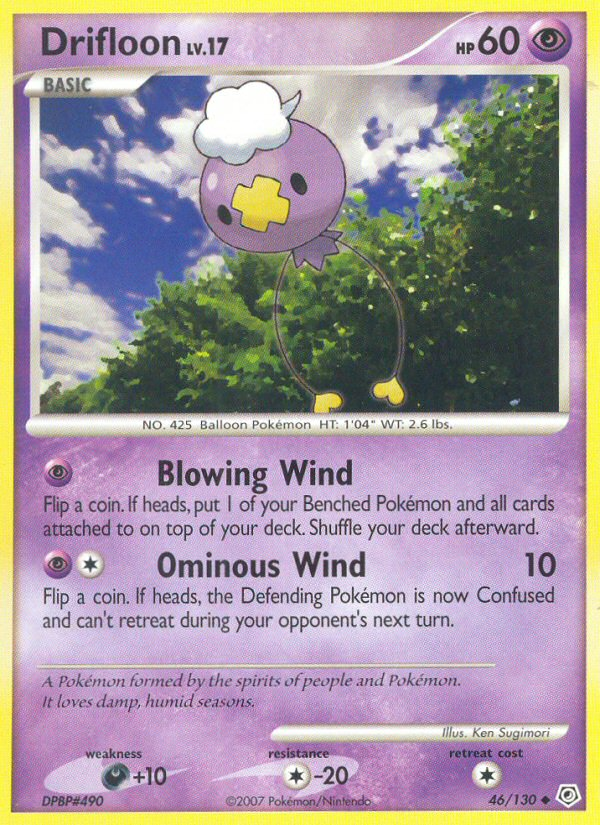 Drifloon LV.17
HP 60
BASIC
NO. 425 Balloon Pokémon HT: 1'04" WT: 2.6 lbs.
Blowing Wind
Flip a coin. If heads, put 1 of your Benched Pokémon and all cards
attached to on top of your deck. Shuffle your deck afterward.
Ominous Wind 10
Flip a coin. If heads, the Defending Pokémon is now Confused
and can't retreat during your opponent's next turn.
A Pokémon formed by the spirits of people and Pokémon.
It loves damp, humid seasons.
Illus. Ken Sugimori
weakness resistance retreat cost
+10 -20
DPBP#490 ©2007 Pokémon/Nintendo 46/130